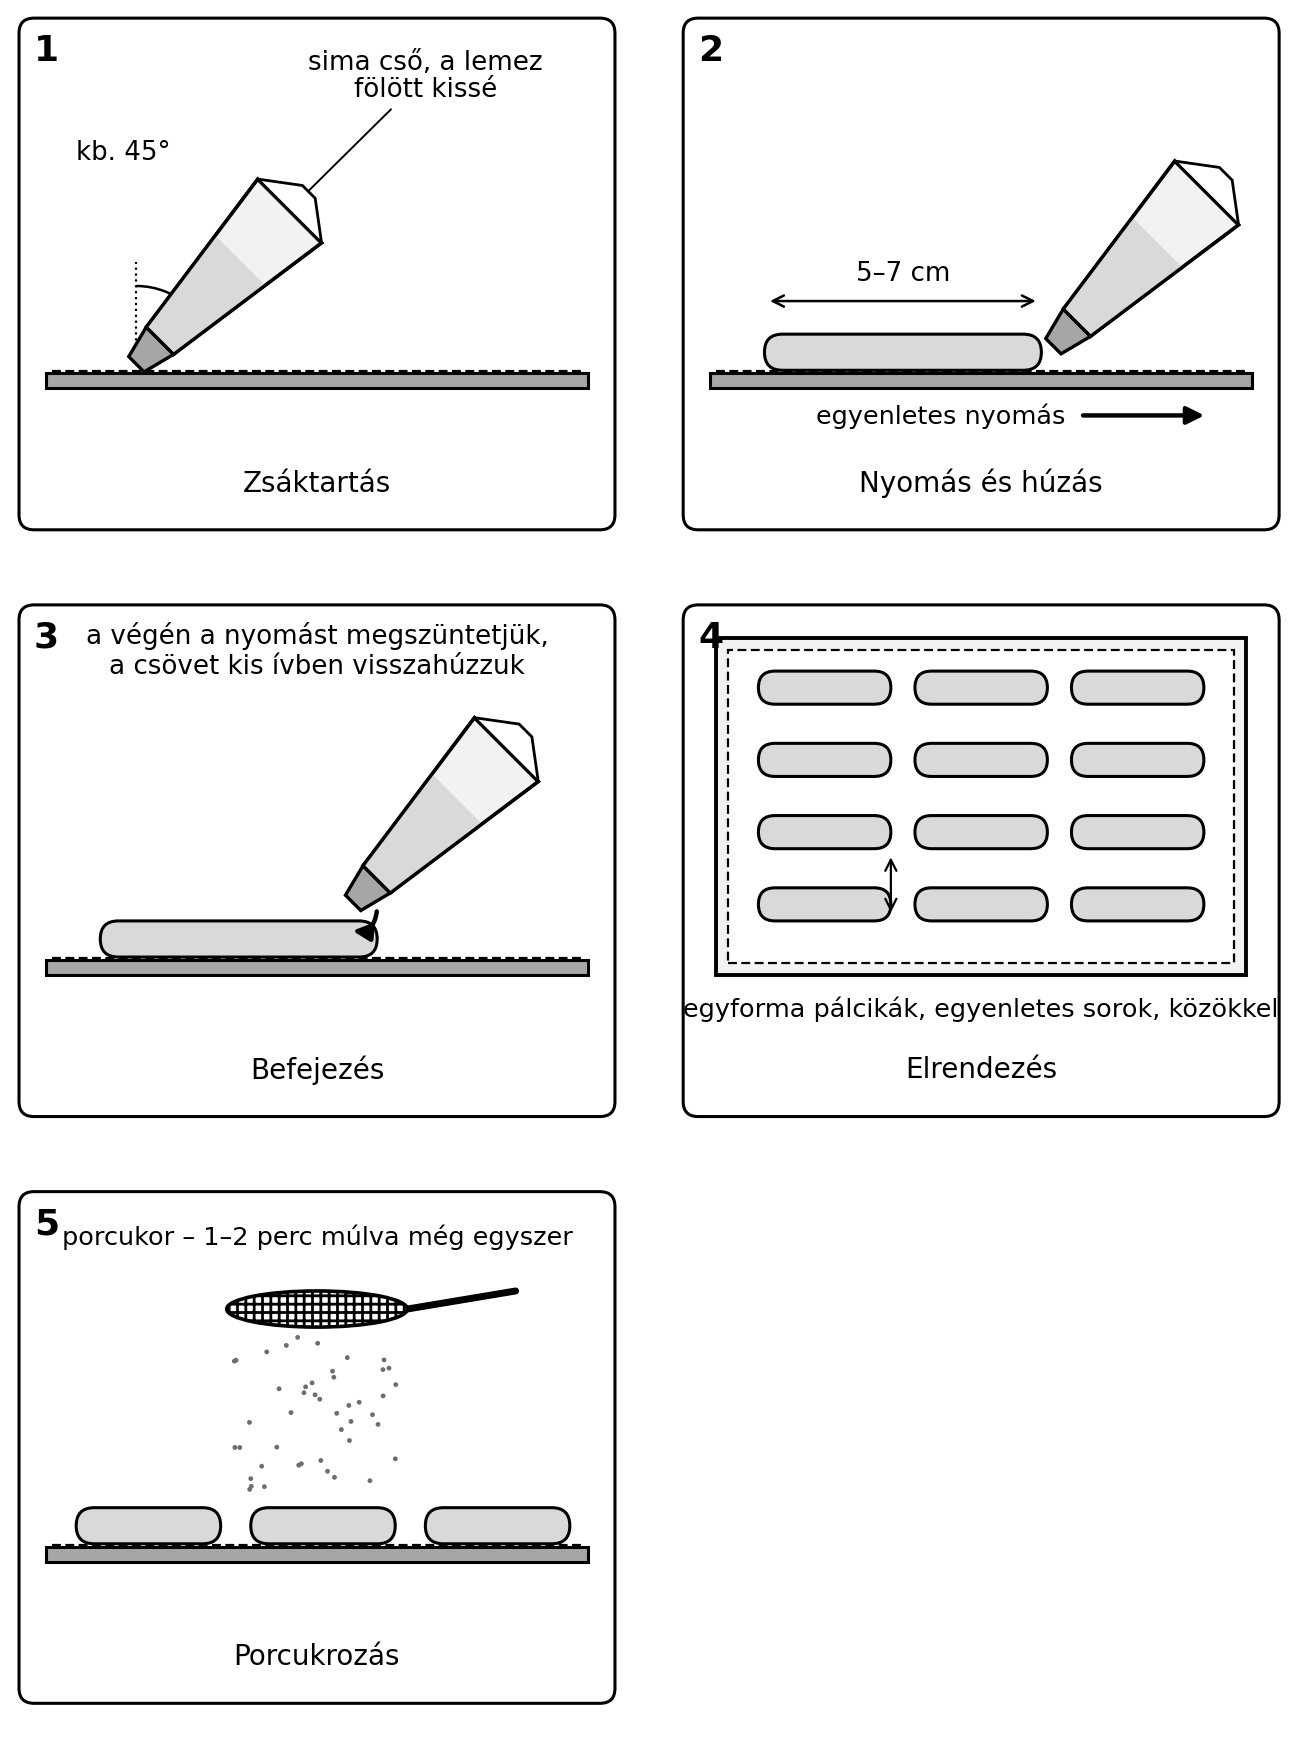 1
sima cső, a lemez
fölött kissé
kb. 45°
Zsáktartás
2
5–7 cm
egyenletes nyomás
Nyomás és húzás
3
a végén a nyomást megszüntetjük,
a csövet kis ívben visszahúzzuk
Befejezés
4
egyforma pálcikák, egyenletes sorok, közökkel
Elrendezés
5
porcukor – 1–2 perc múlva még egyszer
Porcukrozás